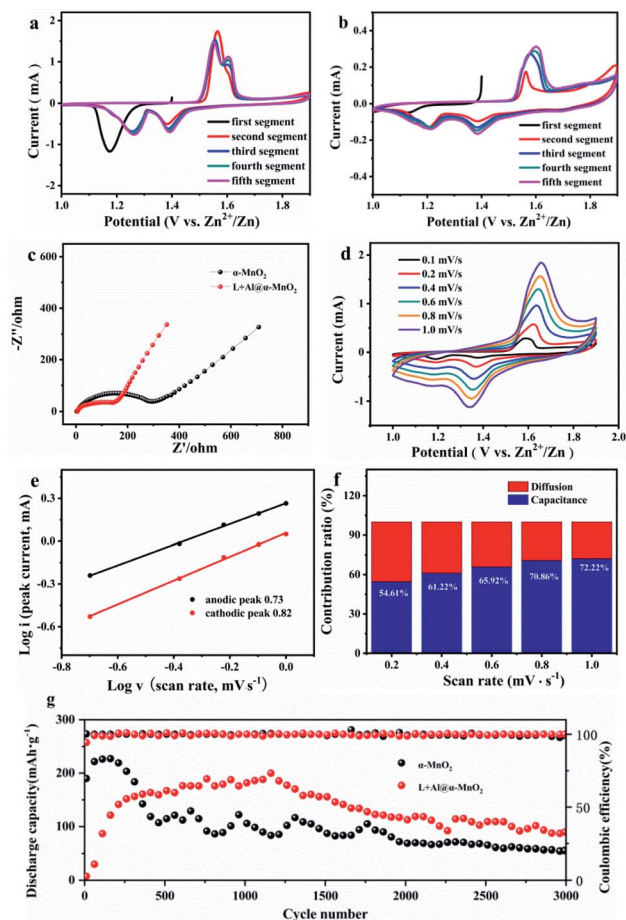 a
2
1
0
-1
-2
Current ( mA )
first segment
second segment
third segment
fourth segment
fifth segment
1.0 1.2 1.4 1.6 1.8
Potential (V vs. Zn2+/Zn)
b
0.4
0.2
0.0
-0.2
-0.4
Current (mA)
first segment
second segment
third segment
fourth segment
fifth segment
1.0 1.2 1.4 1.6 1.8
Potential (V vs. Zn2+/Zn)
c
600
400
200
0
-Z''/ohm
α-MnO2
L+Al@α-MnO2
0 200 400 600 800
Z'/ohm
d
2
1
0
-1
Current (mA)
0.1 mV/s
0.2 mV/s
0.4 mV/s
0.6 mV/s
0.8 mV/s
1.0 mV/s
1.0 1.2 1.4 1.6 1.8 2.0
Potential (V vs. Zn2+/Zn )
e
0.3
0.0
-0.3
-0.6
Log i (peak current, mA)
anodic peak 0.73
cathodic peak 0.82
-0.8 -0.6 -0.4 -0.2 0.0
Log v (scan rate, mV·s-1)
f
120
90
60
30
0
Contribution ratio (%)
Diffusion
Capacitance
54.61% 61.22% 65.92% 70.86% 72.22%
0.2 0.4 0.6 0.8 1.0
Scan rate (mV · s-1)
g
300
250
200
150
100
50
0
Discharge capacity(mAh·g-1)
α-MnO2
L+Al@α-MnO2
100
50
0
Coulombic efficiency(%)
0 500 1000 1500 2000 2500 3000
Cycle number